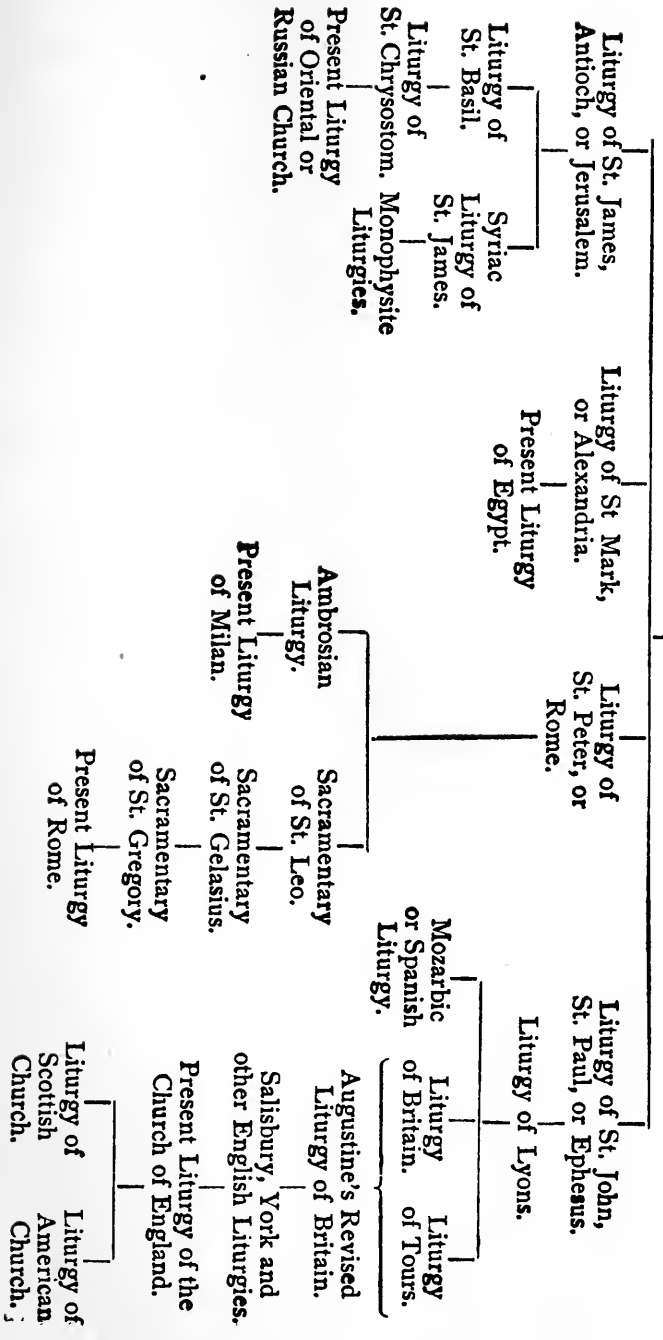 Liturgy of St. James,
Antioch, or Jerusalem.
Liturgy of
St. Basil.
Liturgy of
St. Chrysostom.
Present Liturgy
of Oriental or
Russian Church.
Syriac
Liturgy of
St. James.
Monophysite
Liturgies.
Liturgy of St Mark,
or Alexandria.
Present Liturgy
of Egypt.
Liturgy of
St. Peter, or
Rome.
Ambrosian
Liturgy.
Present Liturgy
of Milan.
Sacramentary
of St. Leo.
Sacramentary
of St. Gelasius.
Sacramentary
of St. Gregory.
Present Liturgy
of Rome.
Liturgy of St. John,
St. Paul, or Ephesus.
Liturgy of Lyons.
Mozarbic
or Spanish
Liturgy.
Liturgy
of Britain.
Liturgy
of Tours.
Augustine's Revised
Liturgy of Britain.
Salisbury, York and
other English Liturgies.
Present Liturgy of the
Church of England.
Liturgy of
Scottish
Church.
Liturgy of
American
Church.;